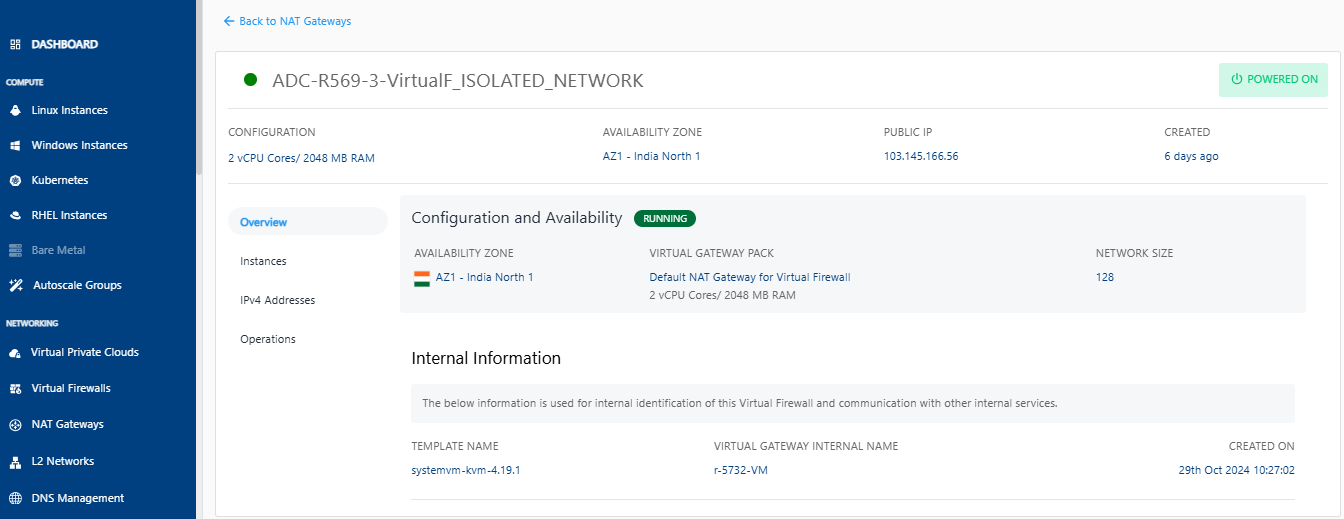 DASHBOARD
COMPUTE
Linux Instances
Windows Instances
Kubernetes
RHEL Instances
Bare Metal
Autoscale Groups
NETWORKING
Virtual Private Clouds
Virtual Firewalls
NAT Gateways
L2 Networks
DNS Management
Back to NAT Gateways
ADC-R569-3-VirtualF_ISOLATED_NETWORK
POWERED ON
CONFIGURATION
2 vCPU Cores/ 2048 MB RAM
AVAILABILITY ZONE
AZ1 - India North 1
PUBLIC IP
103.145.166.56
CREATED
6 days ago
Overview
Instances
IPv4 Addresses
Operations
Configuration and Availability RUNNING
AVAILABILITY ZONE
AZ1 - India North 1
VIRTUAL GATEWAY PACK
Default NAT Gateway for Virtual Firewall
2 vCPU Cores/ 2048 MB RAM
NETWORK SIZE
128
Internal Information
The below information is used for internal identification of this Virtual Firewall and communication with other internal services.
TEMPLATE NAME
systemvm-kvm-4.19.1
VIRTUAL GATEWAY INTERNAL NAME
r-5732-VM
CREATED ON
29th Oct 2024 10:27:02